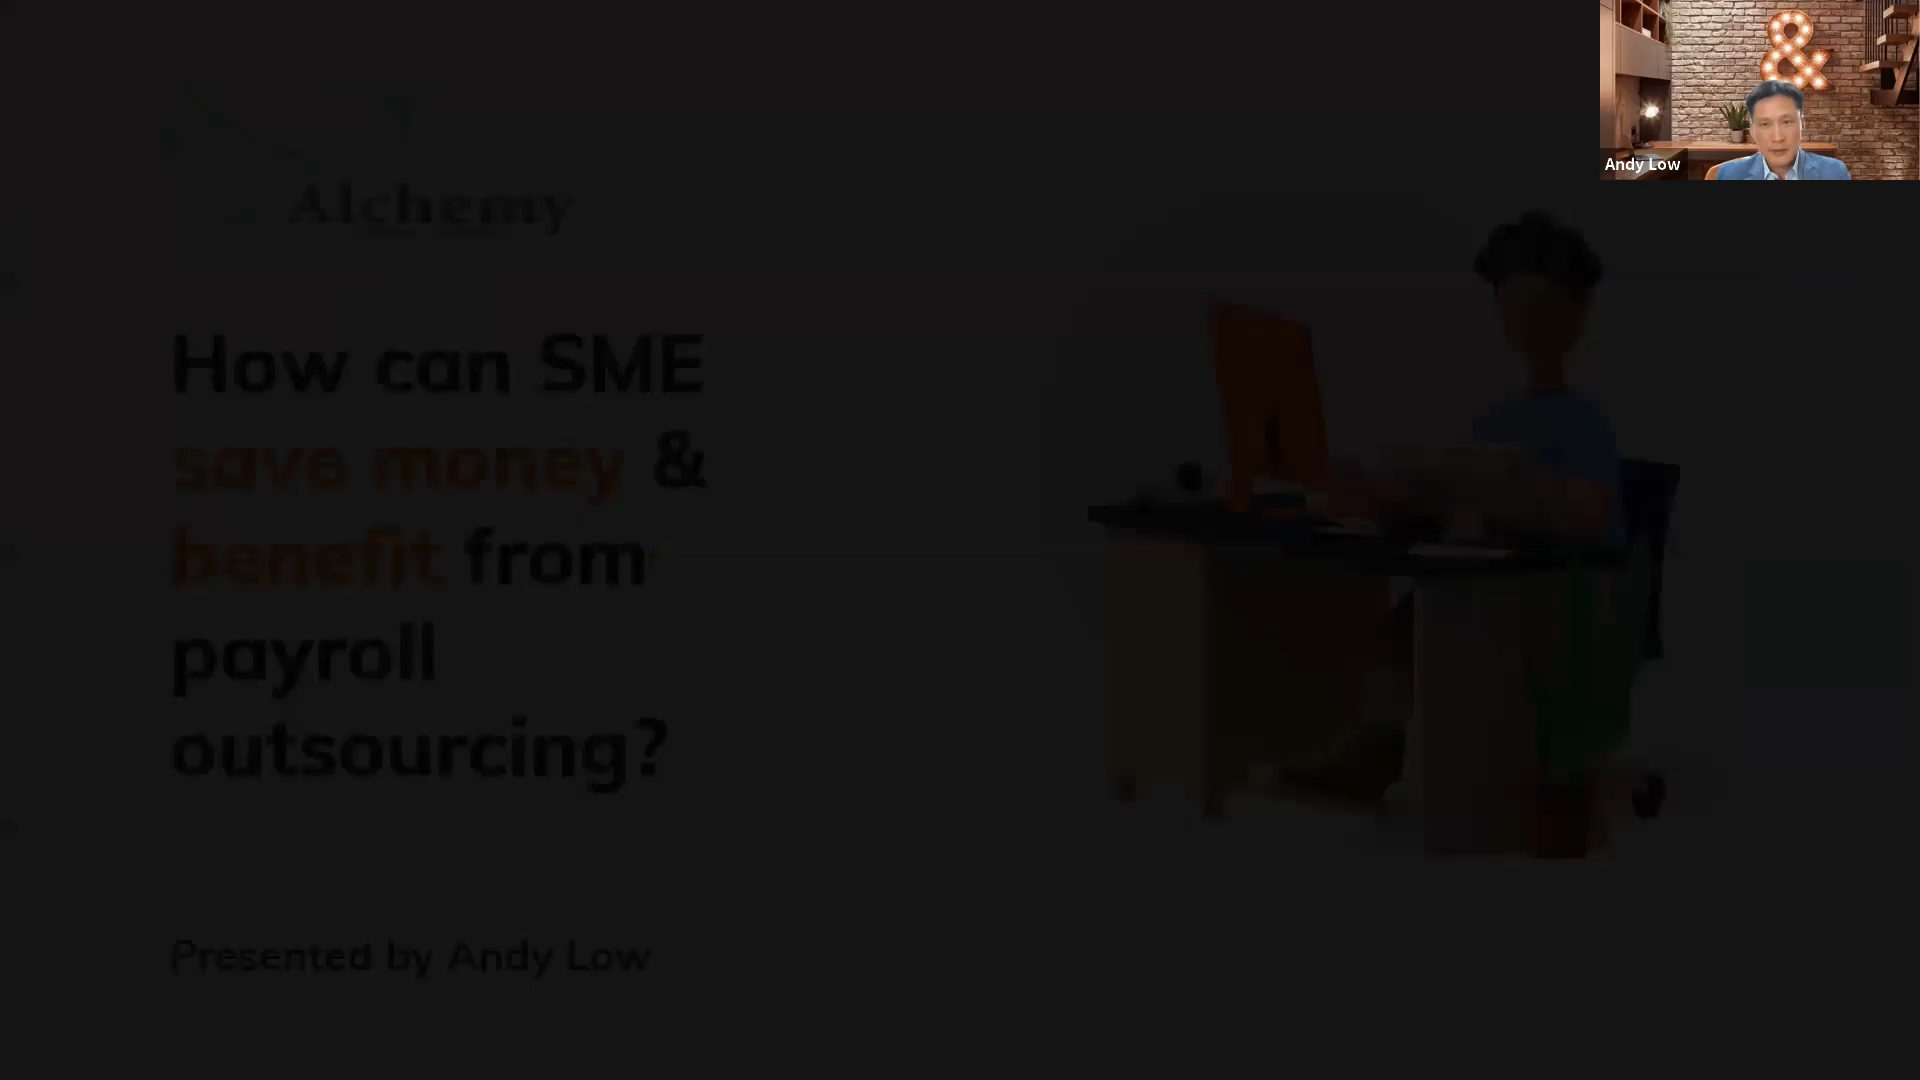 Alchemy
How can SME
save money &
benefit from
payroll
outsourcing?
Presented by Andy Low
&
Andy Low